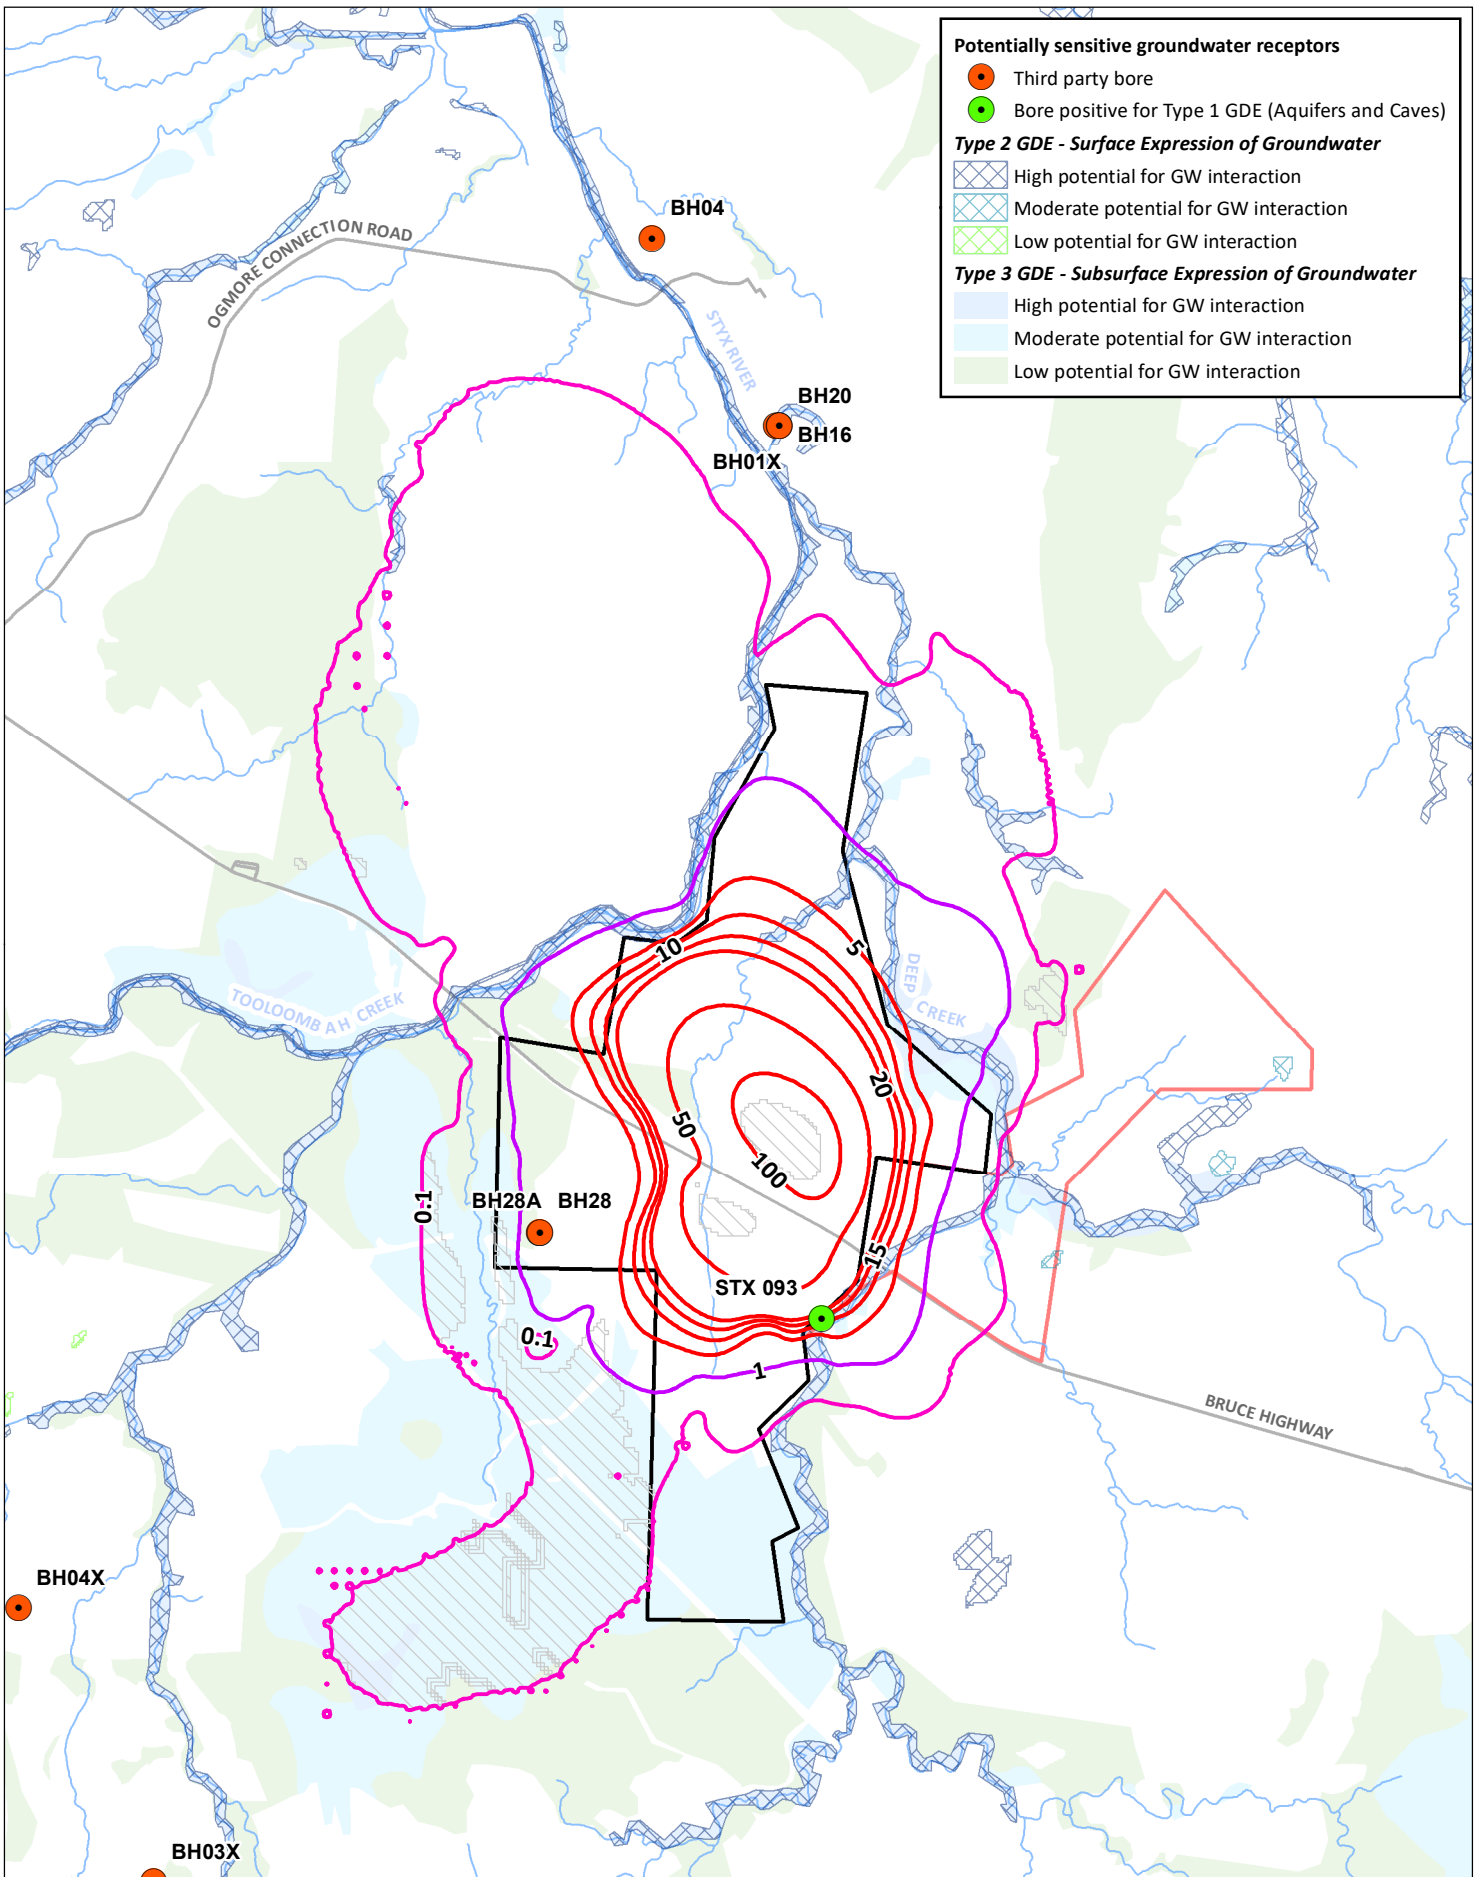 Potentially sensitive groundwater receptors
Third party bore
Bore positive for Type 1 GDE (Aquifers and Caves)
Type 2 GDE - Surface Expression of Groundwater
High potential for GW interaction
Moderate potential for GW interaction
Low potential for GW interaction
Type 3 GDE - Subsurface Expression of Groundwater
High potential for GW interaction
Moderate potential for GW interaction
Low potential for GW interaction
BH04
OGMORE CONNECTION ROAD
STYX RIVER
BH20
BH16
BH01X
10
5
DEEP CREEK
TOOLOOMBAH CREEK
20
50
100
0.1
BH28A BH28
15
STX 093
0.1
1
BRUCE HIGHWAY
BH04X
BH03X